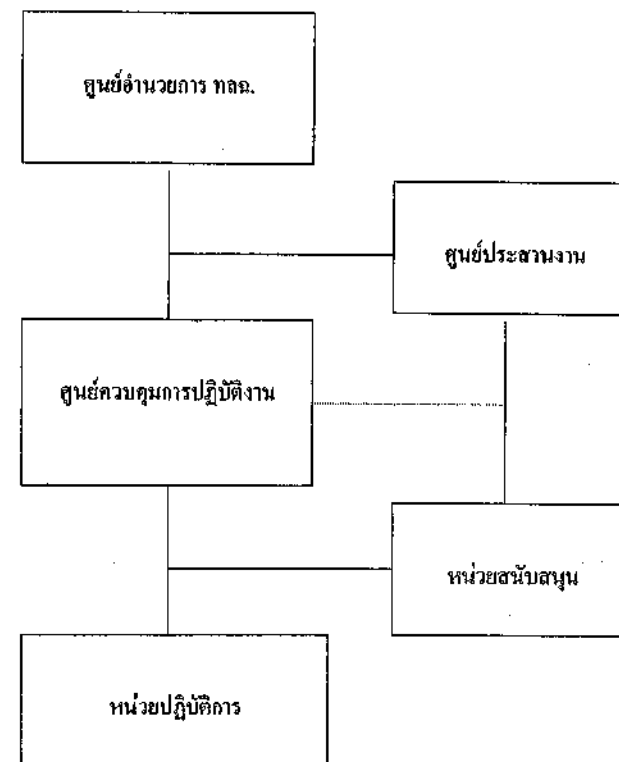 ศูนย์อำนวยการ ทลฉ.
ศูนย์ประสานงาน
ศูนย์ควบคุมการปฏิบัติงาน
หน่วยสนับสนุน
หน่วยปฏิบัติการ